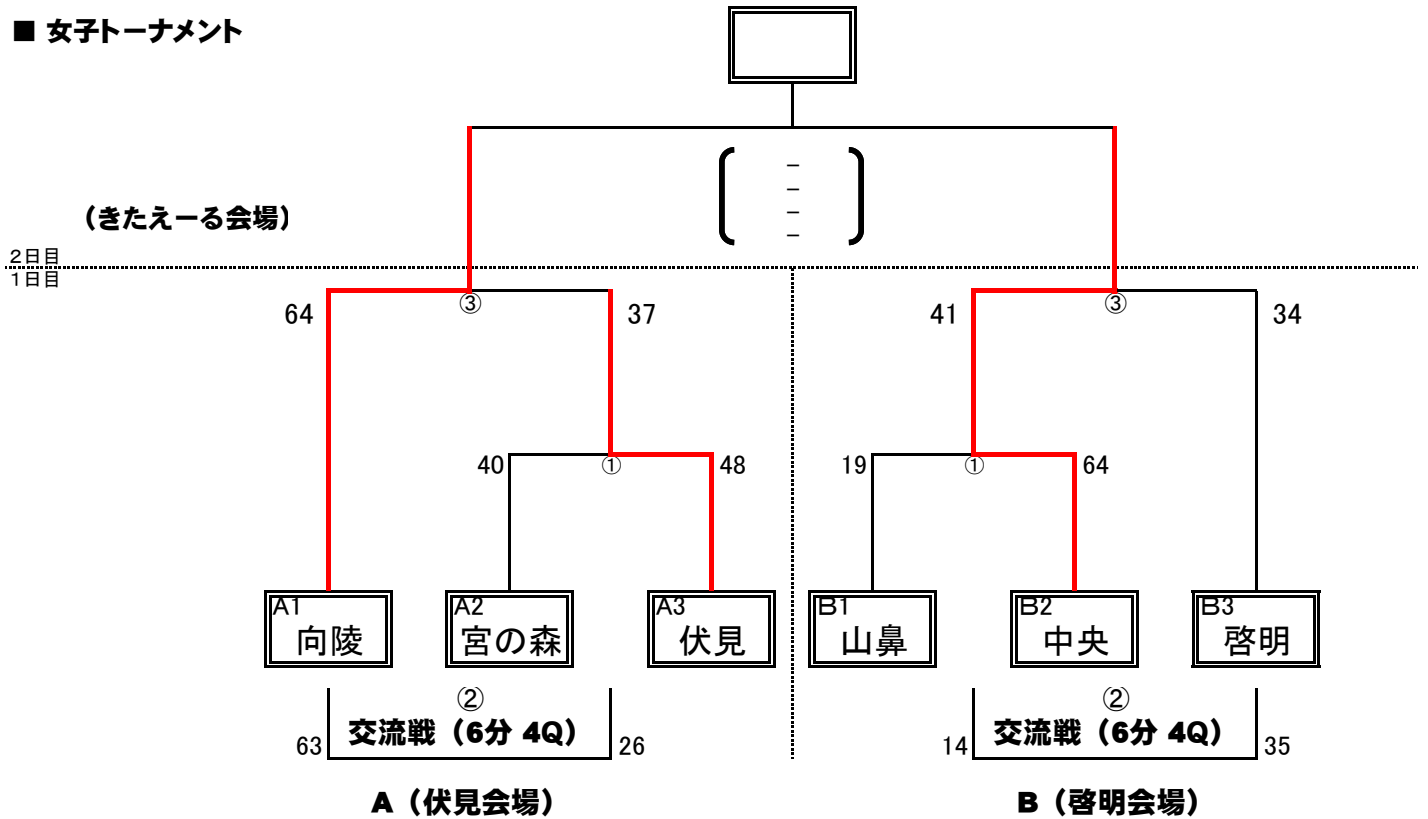 ■ 女子トーナメント
－
－
－
－
（きたえーる会場）
2日目
1日目
64 ③ 37 41 ③ 34
40 ① 48 19 ① 64
A1 A2 A3 B1 B2 B3
向陵 宮の森 伏見 山鼻 中央 啓明
② ②
63 交流戦（6分 4Q） 26 14 交流戦（6分 4Q） 35
A（伏見会場） B（啓明会場）